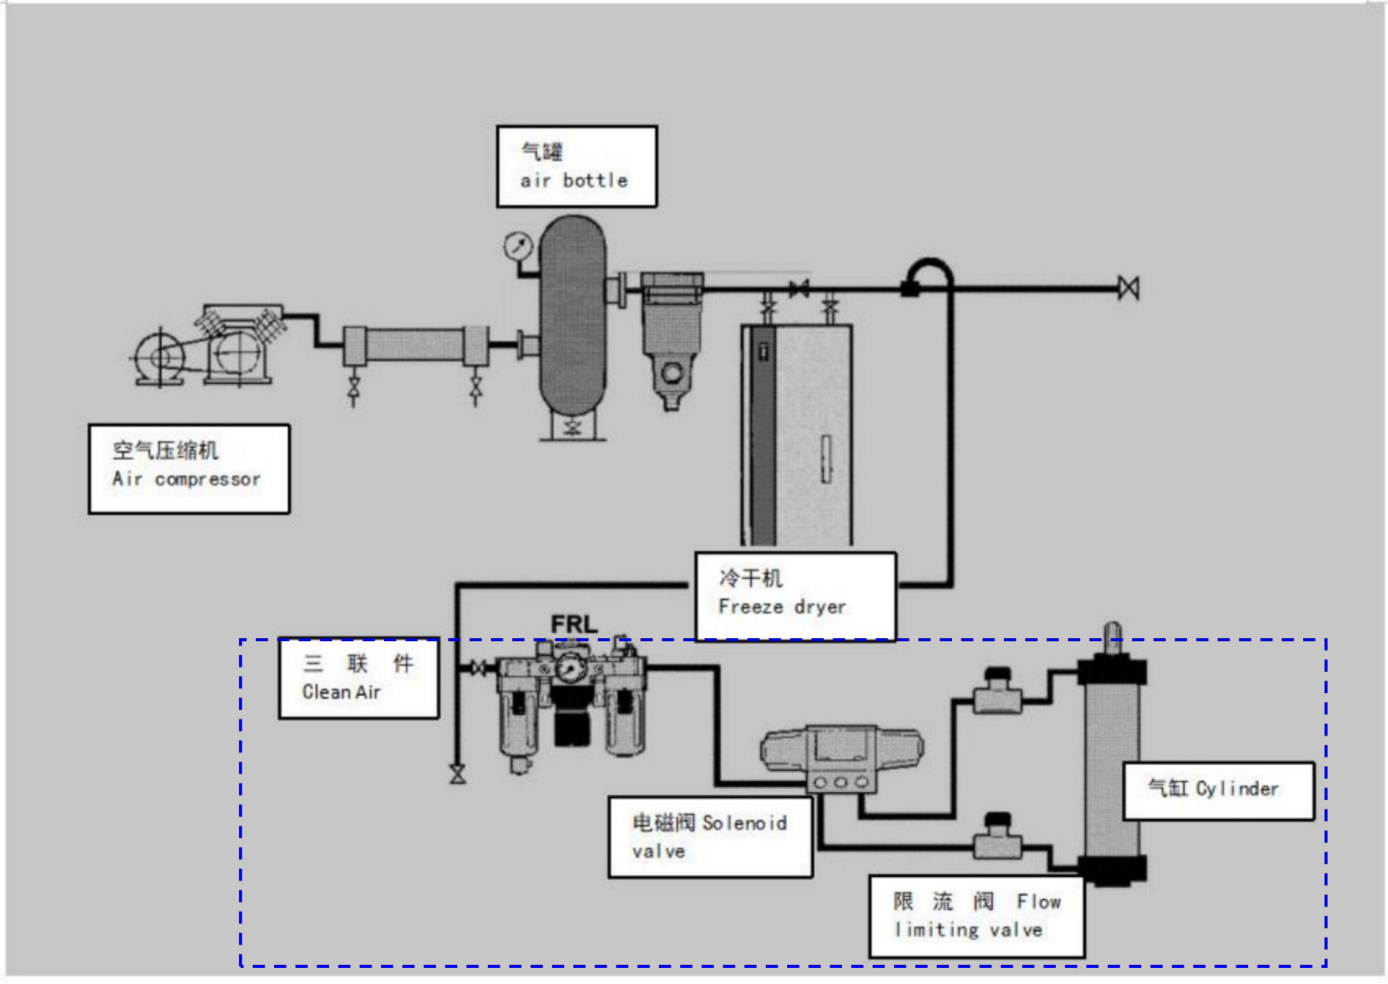 气罐
air bottle
空气压缩机
Air compressor
冷干机
Freeze dryer
FRL
三 联 件
Clean Air
电磁阀 Solenoid
valve
气缸 Cylinder
限 流 阀 Flow
limiting valve